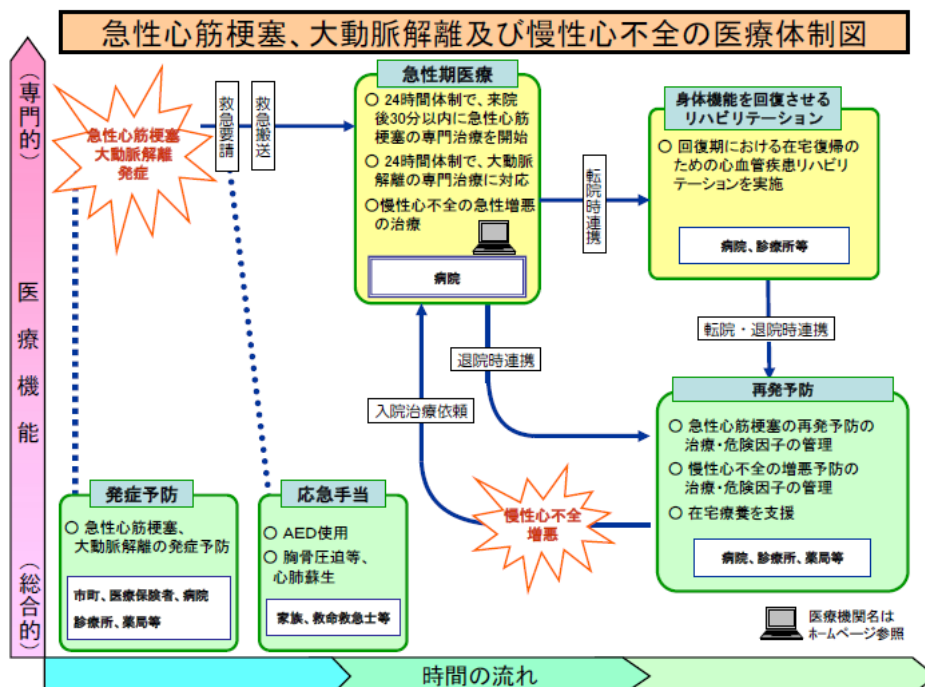 急性心筋梗塞、大動脈解離及び慢性心不全の医療体制図
(専門的)
医療機能
(総合的)
急性心筋梗塞
大動脈解離
発症
救急要請
救急搬送
急性期医療
○ 24時間体制で、来院
後30分以内に急性心筋
梗塞の専門治療を開始
○ 24時間体制で、大動脈
解離の専門治療に対応
○慢性心不全の急性増悪
の治療
病院
転院時連携
身体機能を回復させる
リハビリテーション
○ 回復期における在宅復帰の
ための心血管疾患リハビリ
テーションを実施
病院、診療所等
転院・退院時連携
退院時連携
入院治療依頼
再発予防
○ 急性心筋梗塞の再発予防の
治療・危険因子の管理
○ 慢性心不全の増悪予防の
治療・危険因子の管理
○ 在宅療養を支援
病院、診療所、薬局等
慢性心不全
増悪
発症予防
○ 急性心筋梗塞、
大動脈解離の発症予防
市町、医療保険者、病院
診療所、薬局等
応急手当
○ AED使用
○ 胸骨圧迫等、
心肺蘇生
家族、救命救急士等
医療機関名は
ホームページ参照
時間の流れ